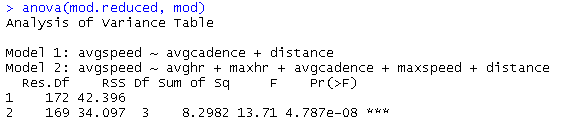 > anova(mod.reduced, mod)
Analysis of Variance Table
Model 1: avgspeed ~ avgcadence + distance
Model 2: avgspeed ~ avghr + maxhr + avgcadence + maxspeed + distance
Res.Df RSS Df Sum of Sq F Pr(>F)
1 172 42.396
2 169 34.097 3 8.2982 13.71 4.787e-08 ***